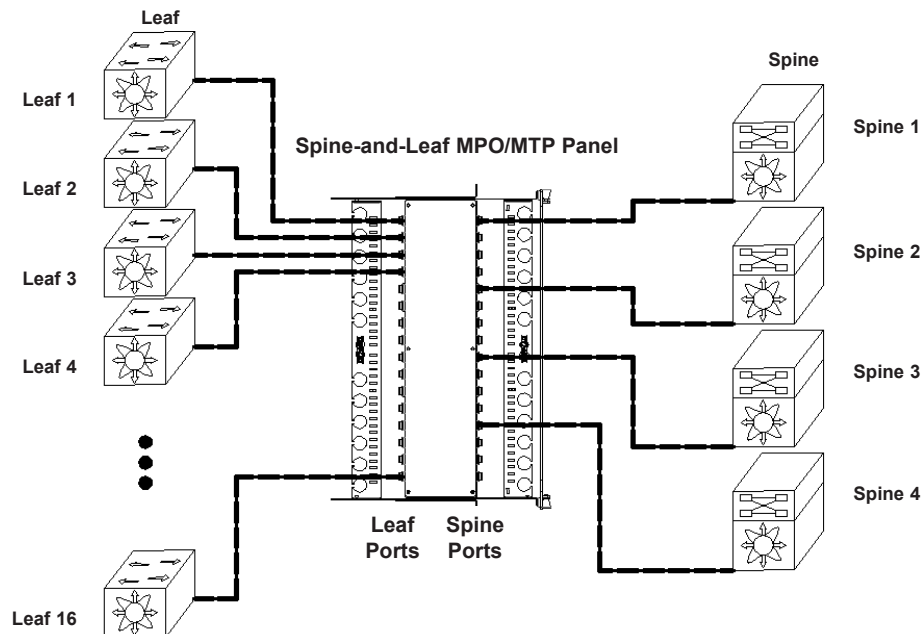 Leaf
Leaf 1
Leaf 2
Leaf 3
Leaf 4
Leaf 16
Spine-and-Leaf MPO/MTP Panel
Leaf
Ports
Spine
Ports
Spine
Spine 1
Spine 2
Spine 3
Spine 4